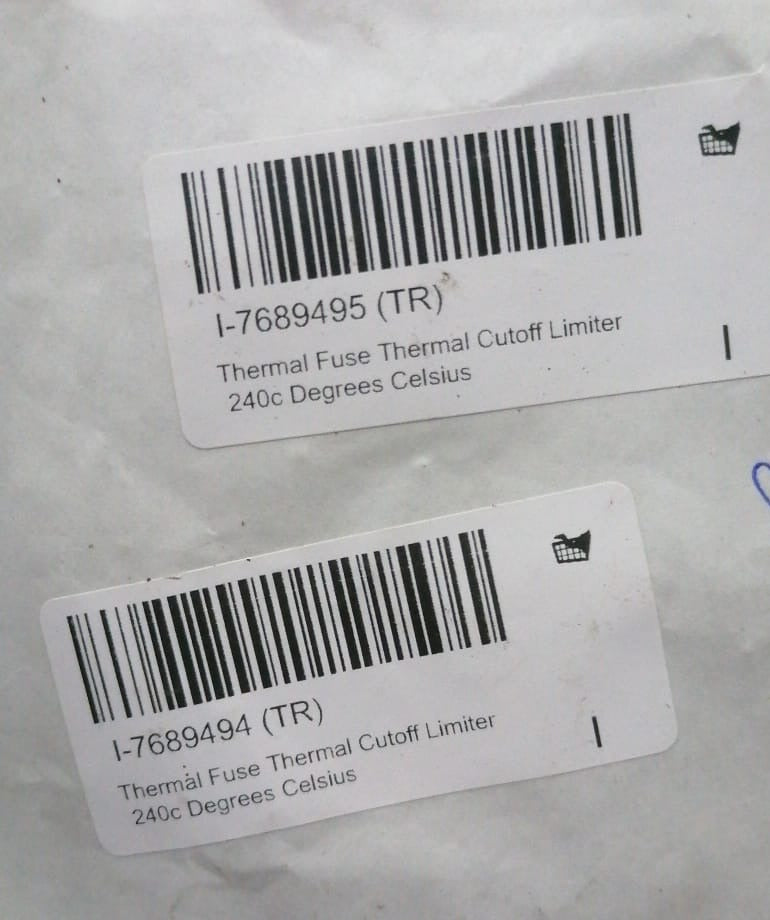 I-7689495 (TR)
Thermal Fuse Thermal Cutoff Limiter
240c Degrees Celsius
I
I-7689494 (TR)
Thermal Fuse Thermal Cutoff Limiter
240c Degrees Celsius
I